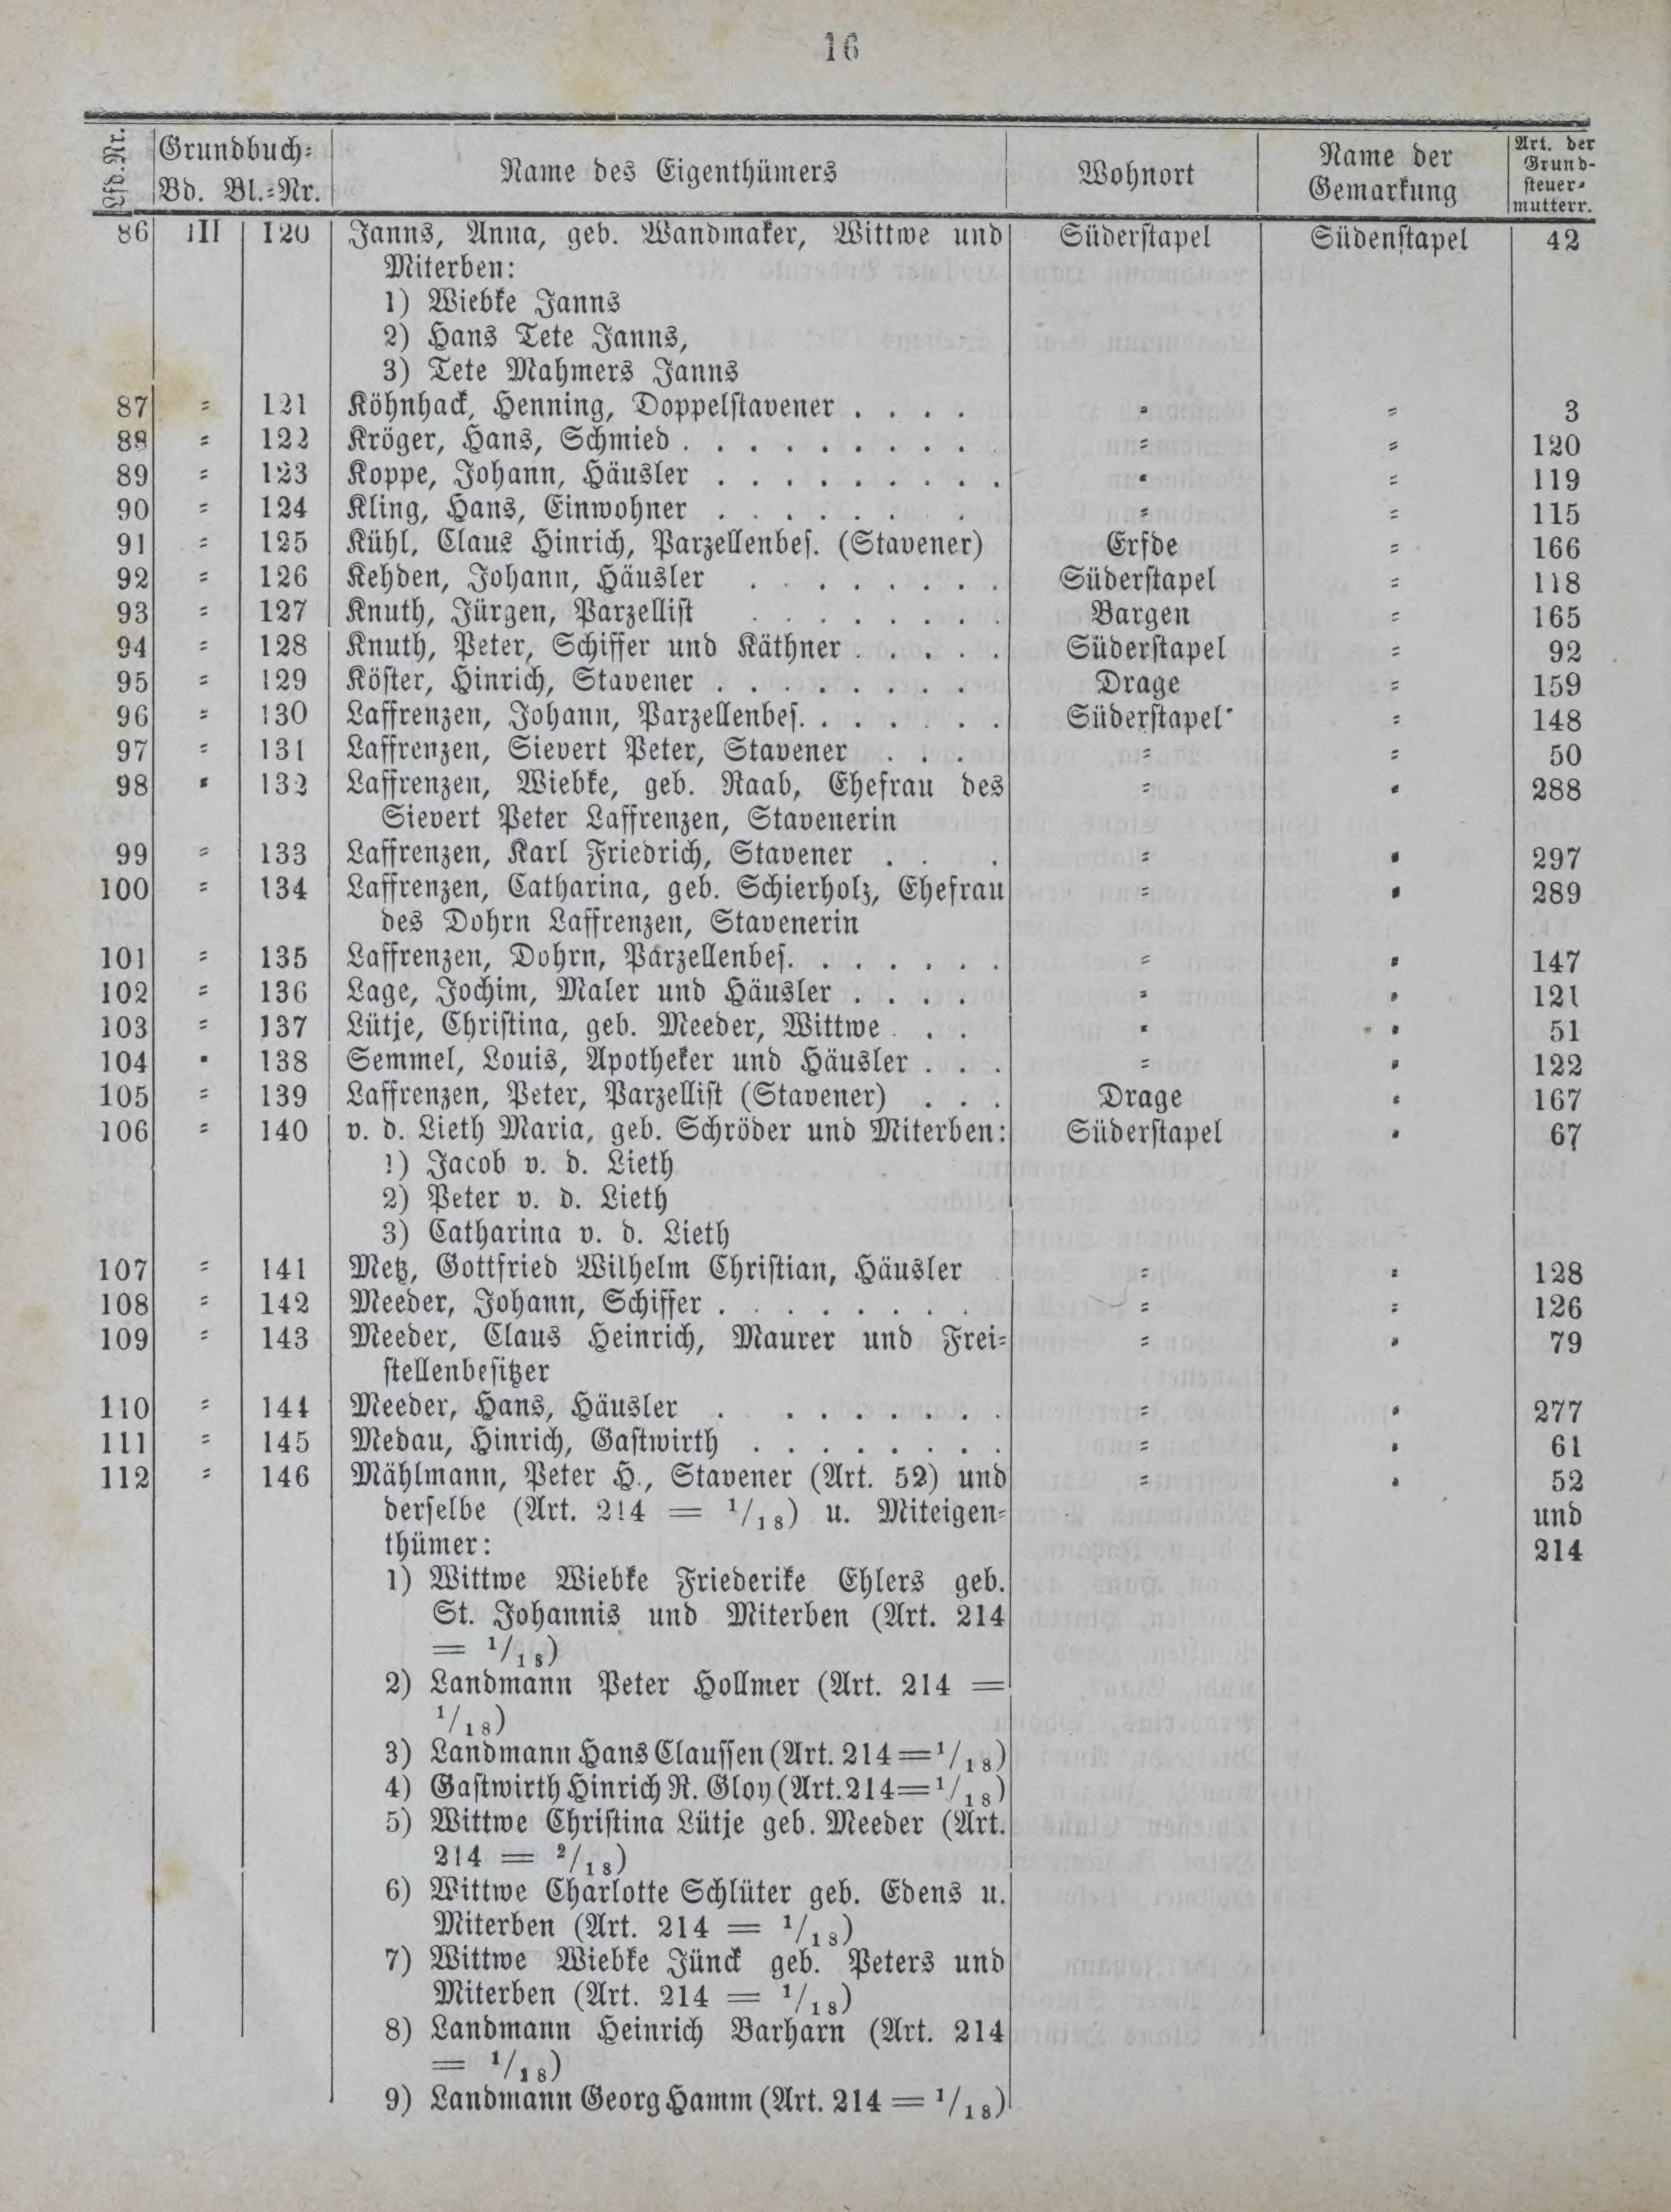 16
Lfd. Nr. Grundbuch= Bd. Bl.=Nr. Name des Eigenthümers Wohnort Name der Gemarkung Art. der Grund-steuer-mutterr.
86 III 120 Janns, Anna, geb. Wandmaker, Wittwe und Süderstapel Südenstapel 42
Miterben:
1) Wiebke Janns
2) Hans Tete Janns,
3) Tete Mahmers Janns
87 = 121 Köhnhack, Henning, Doppelstavener . . . . = = 3
88 = 122 Kröger, Hans, Schmied . . . . . . . . . = = 120
89 = 123 Koppe, Johann, Häusler . . . . . . . . . = = 119
90 = 124 Kling, Hans, Einwohner . . . . . . . . = = 115
91 = 125 Kühl, Claus Hinrich, Parzellenbes. (Stavener) Erfde = 166
92 = 126 Kehden, Johann, Häusler . . . . . . . . Süderstapel = 118
93 = 127 Knuth, Jürgen, Parzellist . . . . . . . . Bargen = 165
94 = 128 Knuth, Peter, Schiffer und Käthner . . . . . Süderstapel = 92
95 = 129 Köster, Hinrich, Stavener . . . . . . . . Drage = 159
96 = 130 Laffrenzen, Johann, Parzellenbes. . . . . . . Süderstapel = 148
97 = 131 Laffrenzen, Sievert Peter, Stavener . . . = = 50
98 = 132 Laffrenzen, Wiebke, geb. Raab, Ehefrau des = = 288
Sievert Peter Laffrenzen, Stavenerin
99 = 133 Laffrenzen, Karl Friedrich, Stavener . . . = = 297
100 = 134 Laffrenzen, Catharina, geb. Schierholz, Ehefrau = = 289
des Dohrn Laffrenzen, Stavenerin
101 = 135 Laffrenzen, Dohrn, Parzellenbes. . . . . . . = = 147
102 = 136 Lage, Jochim, Maler und Häusler . . . . = = 121
103 = 137 Lütje, Christina, geb. Meeder, Wittwe . . . = = 51
104 = 138 Semmel, Louis, Apotheker und Häusler . . . = = 122
105 = 139 Laffrenzen, Peter, Parzellist (Stavener) . . . Drage = 167
106 = 140 v. d. Lieth Maria, geb. Schröder und Miterben: Süderstapel = 67
1) Jacob v. d. Lieth
2) Peter v. d. Lieth
3) Catharina v. d. Lieth
107 = 141 Metz, Gottfried Wilhelm Christian, Häusler = = 128
108 = 142 Meeder, Johann, Schiffer . . . . . . . . = = 126
109 = 143 Meeder, Claus Heinrich, Maurer und Frei= = = 79
stellenbesitzer
110 = 144 Meeder, Hans, Häusler . . . . . . . . = = 277
111 = 145 Medau, Hinrich, Gastwirth . . . . . . . . = = 61
112 = 146 Mählmann, Peter H., Stavener (Art. 52) und = = 52
derselbe (Art. 214 = 1/18) u. Miteigen= und
thümer: 214
1) Wittwe Wiebke Friederike Ehlers geb.
St. Johannis und Miterben (Art. 214
= 1/18)
2) Landmann Peter Hollmer (Art. 214 =
1/18)
3) Landmann Hans Claussen (Art. 214 = 1/18)
4) Gastwirth Hinrich R. Gloy (Art. 214 = 1/18)
5) Wittwe Christina Lütje geb. Meeder (Art.
214 = 2/18)
6) Wittwe Charlotte Schlüter geb. Edens u.
Miterben (Art. 214 = 1/18)
7) Wittwe Wiebke Jünck geb. Peters und
Miterben (Art. 214 = 1/18)
8) Landmann Heinrich Barharn (Art. 214
= 1/18)
9) Landmann Georg Hamm (Art. 214 = 1/18)